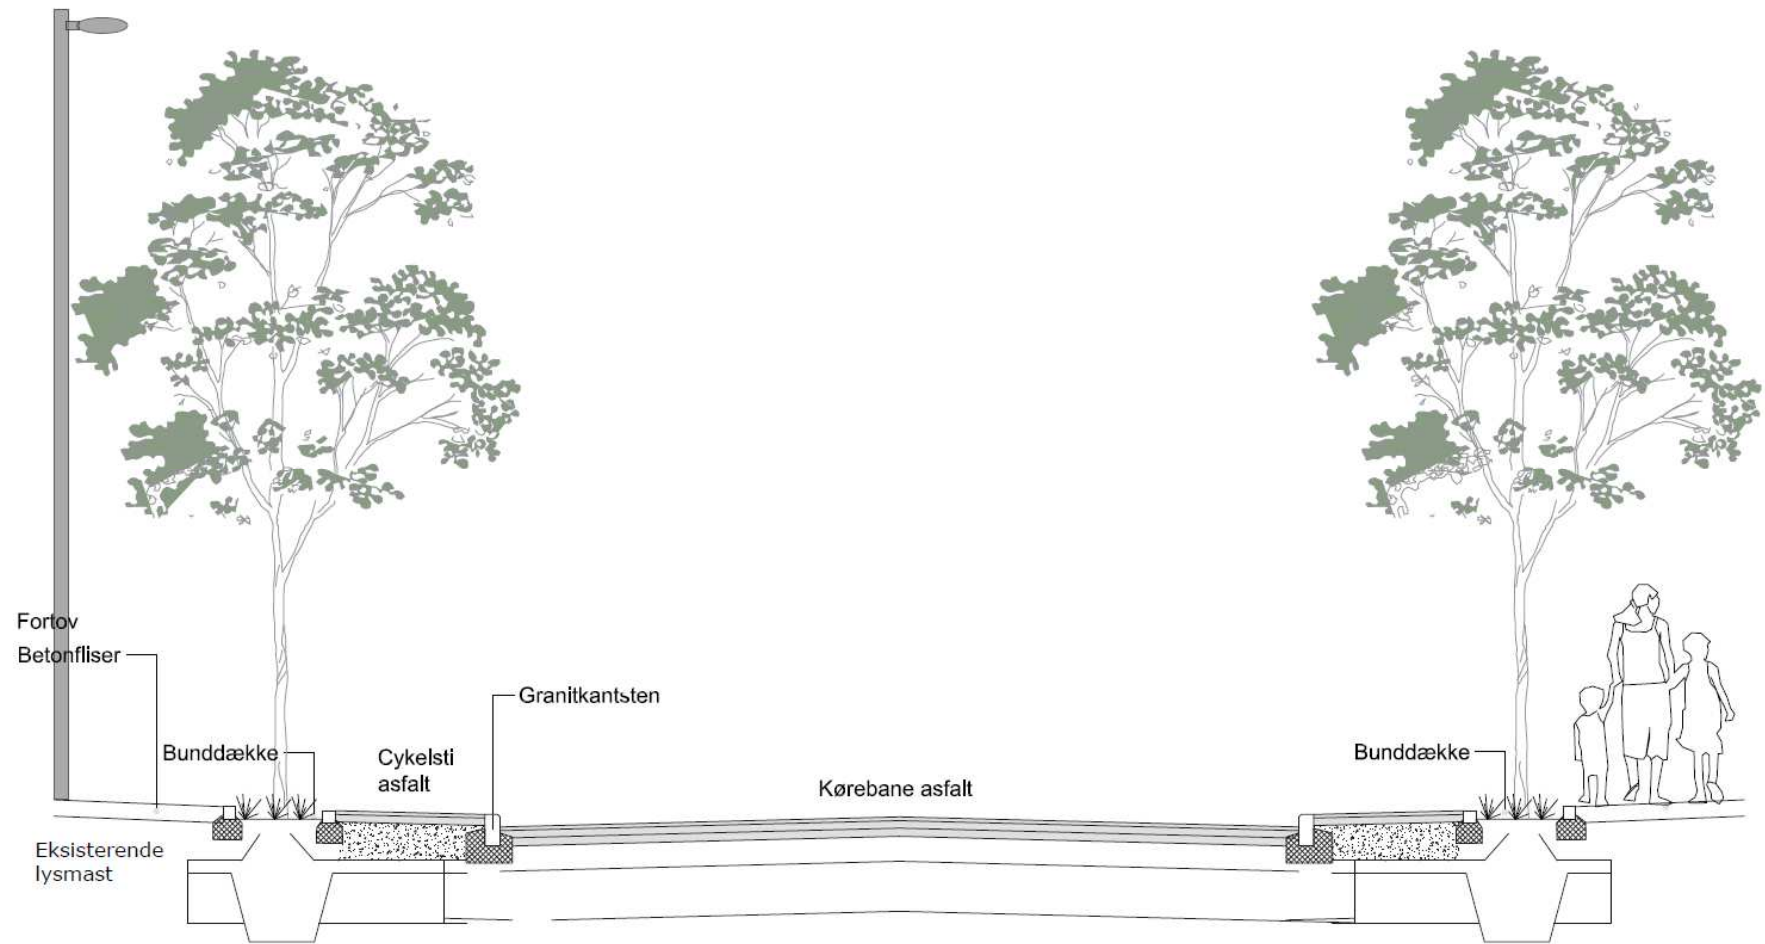 Fortov
Betonfliser
Granitkantsten
Bunddække
Cykelsti
asfalt
Kørebane asfalt
Bunddække
Eksisterende
lysmast